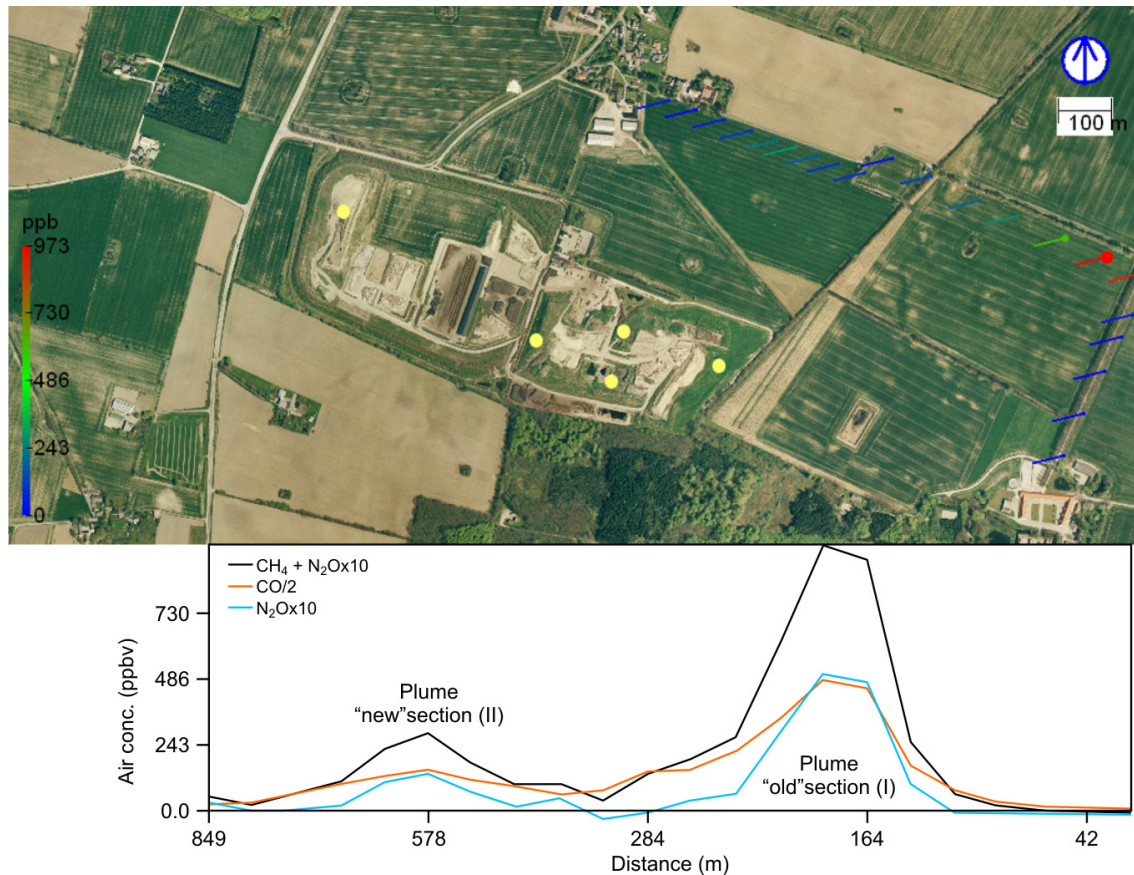 100 m
ppb
973
730
486
243
0
CH₄ + N₂Ox10
CO/2
N₂Ox10
Plume
“new”section (II)
Plume
“old”section (I)
Air conc. (ppbv)
730
486
243
0.0
849
578
284
164
42
Distance (m)